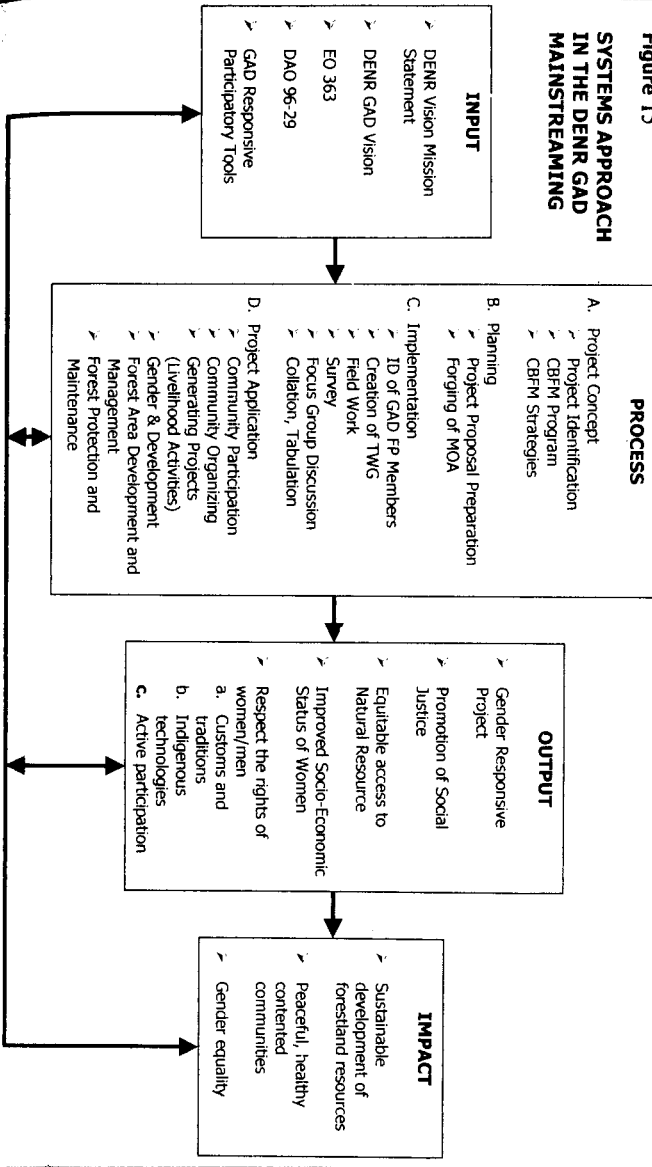 Figure 15
SYSTEMS APPROACH
IN THE DENR GAD
MAINSTREAMING
INPUT
➢ DENR Vision Mission
Statement
➢ DENR GAD Vision
➢ EO 363
➢ DAO 96-29
➢ GAD Responsive
Participatory Tools
PROCESS
A. Project Concept
➢ Project Identification
➢ CBFM Program
➢ CBFM Strategies
B. Planning
➢ Project Proposal Preparation
➢ Forging of MOA
C. Implementation
➢ ID of GAD FP Members
➢ Creation of TWG
➢ Field Work
➢ Survey
➢ Focus Group Discussion
➢ Collation, Tabulation
D. Project Application
➢ Community Participation
➢ Community Organizing
➢ Generating Projects
(Livelihood Activities)
➢ Gender & Development
➢ Forest Area Development and
Management
➢ Forest Protection and
Maintenance
OUTPUT
➢ Gender Responsive
Project
➢ Promotion of Social
Justice
➢ Equitable access to
Natural Resource
➢ Improved Socio-Economic
Status of Women
➢ Respect the rights of
women/men
a. Customs and
traditions
b. Indigenous
technologies
c. Active participation
IMPACT
➢ Sustainable
development of
forestland resources
➢ Peaceful, healthy
contented
communities
➢ Gender equality